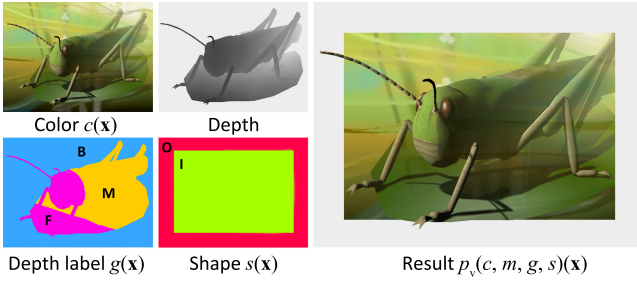 Color c(x)
Depth
B
M
F
O
I
Depth label g(x)
Shape s(x)
Result pᵥ(c, m, g, s)(x)